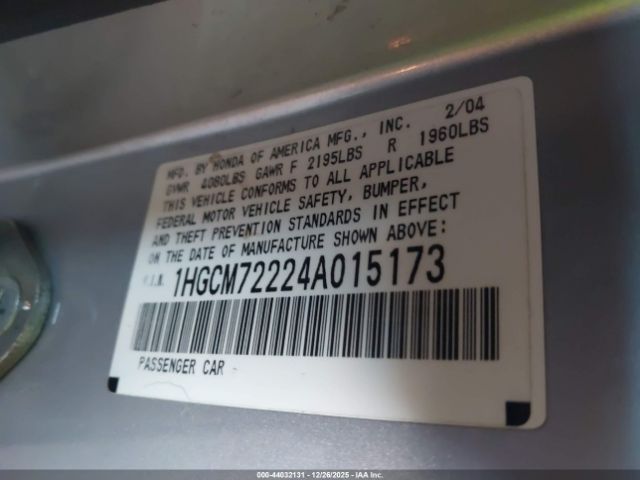 MFD. BY HONDA OF AMERICA MFG., INC. 2/04
GVWR 4080LBS GAWR F 2195LBS R 1960LBS
THIS VEHICLE CONFORMS TO ALL APPLICABLE
FEDERAL MOTOR VEHICLE SAFETY, BUMPER,
AND THEFT PREVENTION STANDARDS IN EFFECT
ON THE DATE OF MANUFACTURE SHOWN ABOVE:
V.I.N. 1HGCM72224A015173
PASSENGER CAR
000-44032131 - 12/26/2025 - IAA Inc.